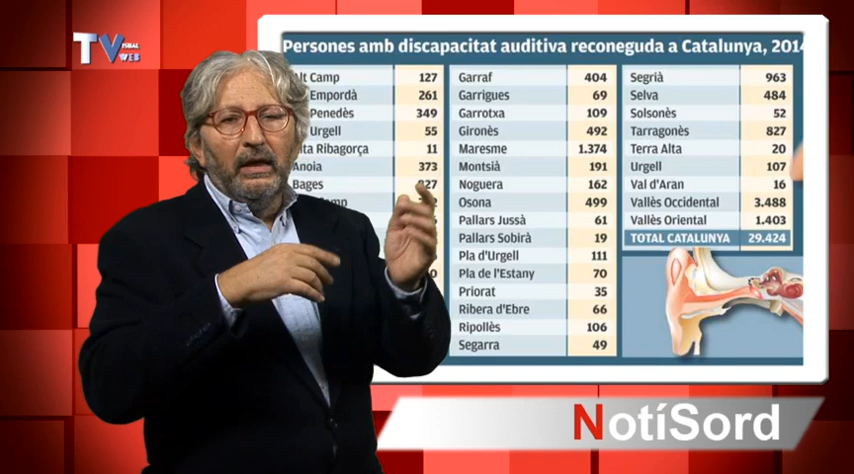 TV ISUAL
WEB
Persones amb discapacitat auditiva reconeguda a Catalunya, 2014
Alt Camp 127
Empordà 261
Penedès 349
Urgell 55
Alta Ribagorça 11
Anoia 373
Bages
Garraf 404
Garrigues 69
Garrotxa 109
Gironès 492
Maresme 1.374
Montsià 191
Noguera 162
Osona 499
Pallars Jussà 61
Pallars Sobirà 19
Pla d'Urgell 111
Pla de l'Estany 70
Priorat 35
Ribera d'Ebre 66
Ripollès 106
Segarra 49
Segrià 963
Selva 484
Solsonès 52
Tarragonès 827
Terra Alta 20
Urgell 107
Val d'Aran 16
Vallès Occidental 3.488
Vallès Oriental 1.403
TOTAL CATALUNYA 29.424
NotíSord